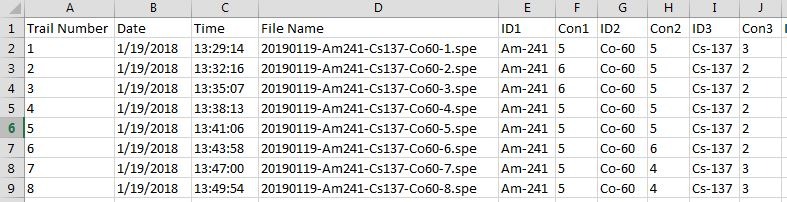 A B C D E F G H I J
1 Trail Number Date Time File Name ID1 Con1 ID2 Con2 ID3 Con3
2 1 1/19/2018 13:29:14 20190119-Am241-Cs137-Co60-1.spe Am-241 5 Co-60 5 Cs-137 3
3 2 1/19/2018 13:32:16 20190119-Am241-Cs137-Co60-2.spe Am-241 6 Co-60 5 Cs-137 2
4 3 1/19/2018 13:35:07 20190119-Am241-Cs137-Co60-3.spe Am-241 6 Co-60 5 Cs-137 2
5 4 1/19/2018 13:38:13 20190119-Am241-Cs137-Co60-4.spe Am-241 5 Co-60 5 Cs-137 2
6 5 1/19/2018 13:41:06 20190119-Am241-Cs137-Co60-5.spe Am-241 5 Co-60 5 Cs-137 2
7 6 1/19/2018 13:43:58 20190119-Am241-Cs137-Co60-6.spe Am-241 5 Co-60 6 Cs-137 2
8 7 1/19/2018 13:47:00 20190119-Am241-Cs137-Co60-7.spe Am-241 5 Co-60 4 Cs-137 3
9 8 1/19/2018 13:49:54 20190119-Am241-Cs137-Co60-8.spe Am-241 5 Co-60 4 Cs-137 3